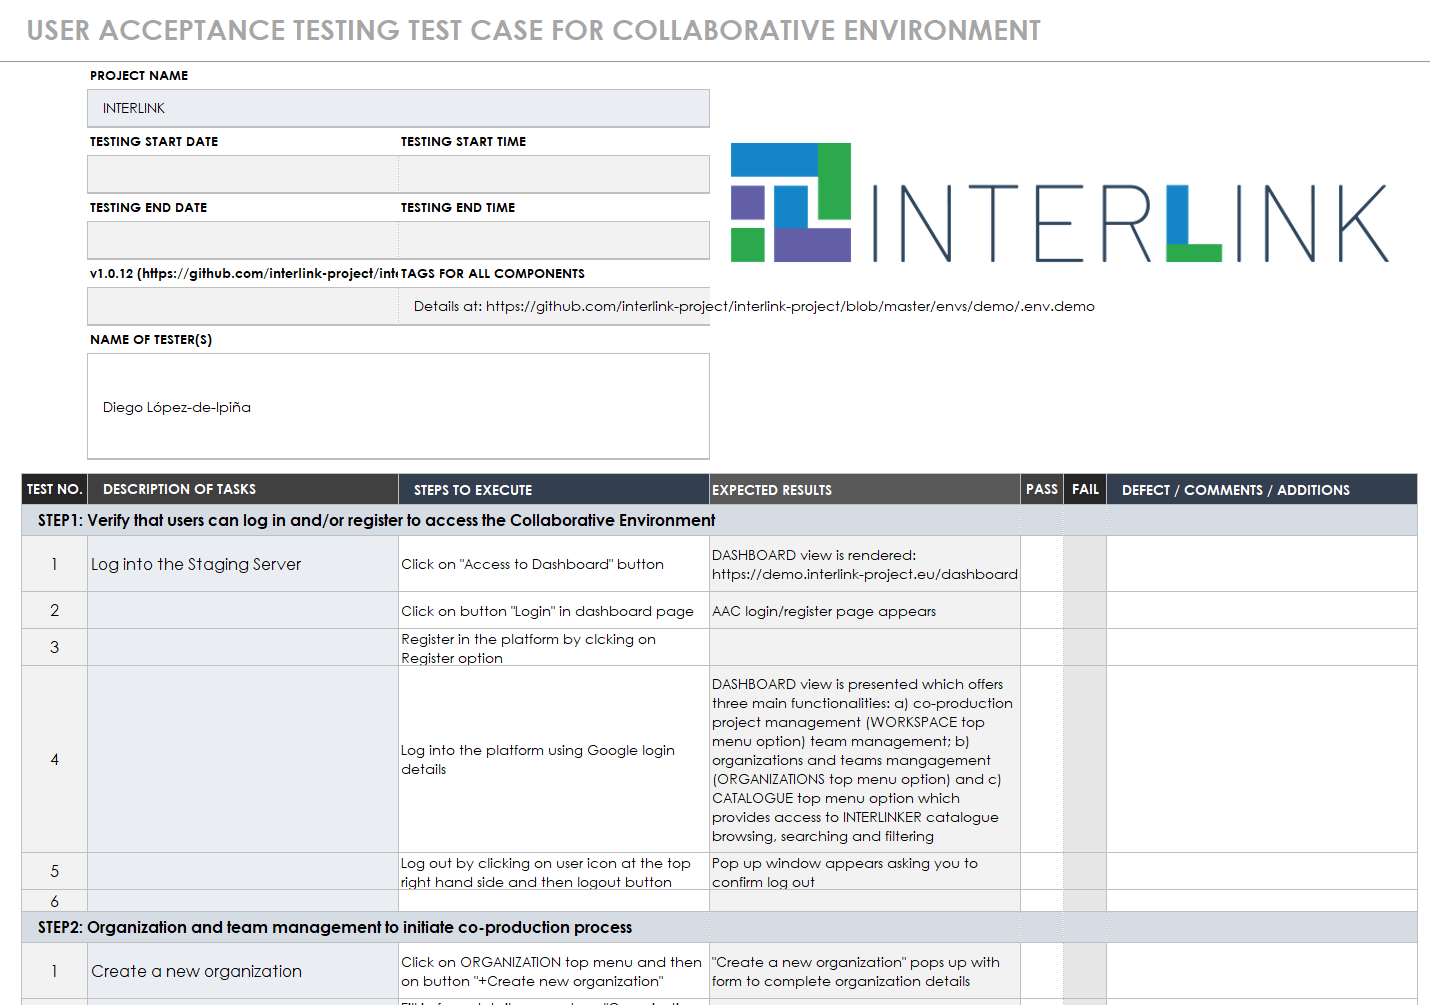 USER ACCEPTANCE TESTING TEST CASE FOR COLLABORATIVE ENVIRONMENT
PROJECT NAME
INTERLINK
TESTING START DATE TESTING START TIME
TESTING END DATE TESTING END TIME
INTERLINK
v1.0.12 (https://github.com/interlink-project/int TAGS FOR ALL COMPONENTS
Details at: https://github.com/interlink-project/interlink-project/blob/master/envs/demo/.env.demo
NAME OF TESTER(S)
Diego López-de-Ipiña
TEST NO. DESCRIPTION OF TASKS STEPS TO EXECUTE EXPECTED RESULTS PASS FAIL DEFECT / COMMENTS / ADDITIONS
STEP1: Verify that users can log in and/or register to access the Collaborative Environment
1 Log into the Staging Server
Click on "Access to Dashboard" button
DASHBOARD view is rendered:
https://demo.interlink-project.eu/dashboard
2 Click on button "Login" in dashboard page AAC login/register page appears
3
Register in the platform by clcking on
Register option
4
Log into the platform using Google login
details
DASHBOARD view is presented which offers
three main functionalities: a) co-production
project management (WORKSPACE top
menu option) team management; b)
organizations and teams mangagement
(ORGANIZATIONS top menu option) and c)
CATALOGUE top menu option which
provides access to INTERLINKER catalogue
browsing, searching and filtering
5
Log out by clicking on user icon at the top
right hand side and then logout button
Pop up window appears asking you to
confirm log out
6
STEP2: Organization and team management to initiate co-production process
1 Create a new organization
Click on ORGANIZATION top menu and then
on button "+Create new organization"
"Create a new organization" pops up with
form to complete organization details